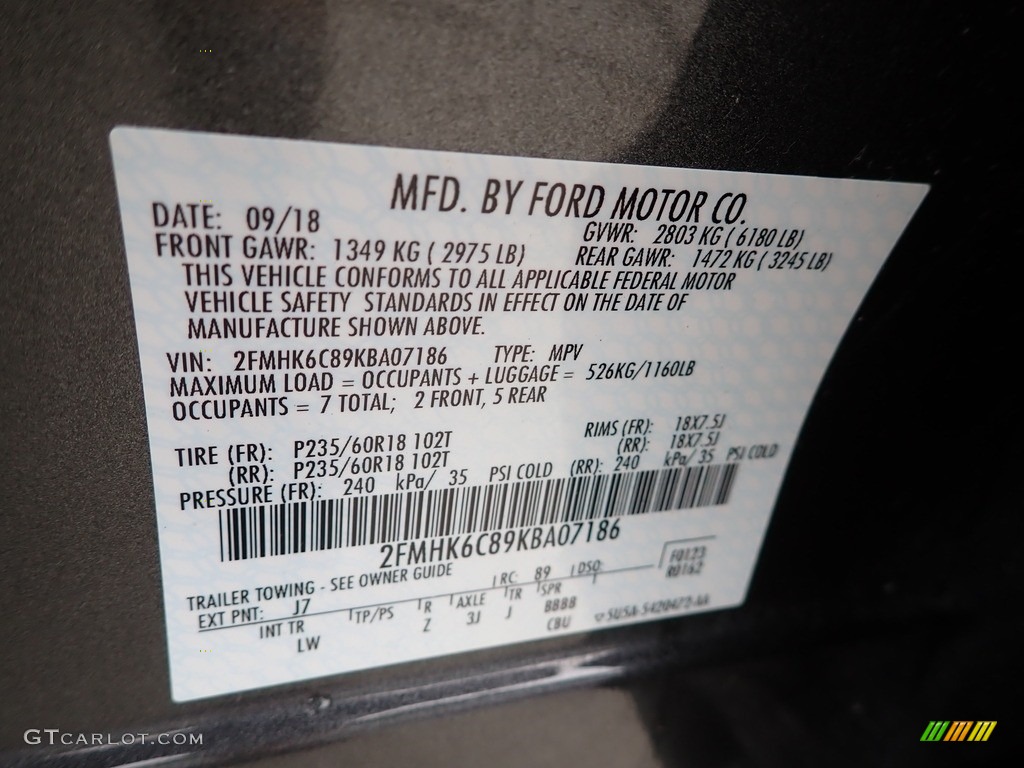 MFD. BY FORD MOTOR CO.
DATE: 09/18 GVWR: 2803 KG ( 6180 LB)
FRONT GAWR: 1349 KG ( 2975 LB) REAR GAWR: 1472 KG ( 3245 LB)
THIS VEHICLE CONFORMS TO ALL APPLICABLE FEDERAL MOTOR
VEHICLE SAFETY STANDARDS IN EFFECT ON THE DATE OF
MANUFACTURE SHOWN ABOVE.
VIN: 2FMHK6C89KBA07186 TYPE: MPV
MAXIMUM LOAD = OCCUPANTS + LUGGAGE = 526KG/1160LB
OCCUPANTS = 7 TOTAL; 2 FRONT, 5 REAR
TIRE (FR): P235/60R18 102T RIMS (FR): 18X7.5J
(RR): P235/60R18 102T (RR): 18X7.5J
PRESSURE (FR): 240 kPa/ 35 PSI COLD (RR): 240 kPa/ 35 PSI COLD
2FMHK6C89KBA07186
TRAILER TOWING - SEE OWNER GUIDE RC: 89 DSO: F0123
EXT PNT: J7 R0162
INT TR TP/PS R AXLE TR SPR
LW Z 3J J BBBB
CBU
GTCARLOT.COM